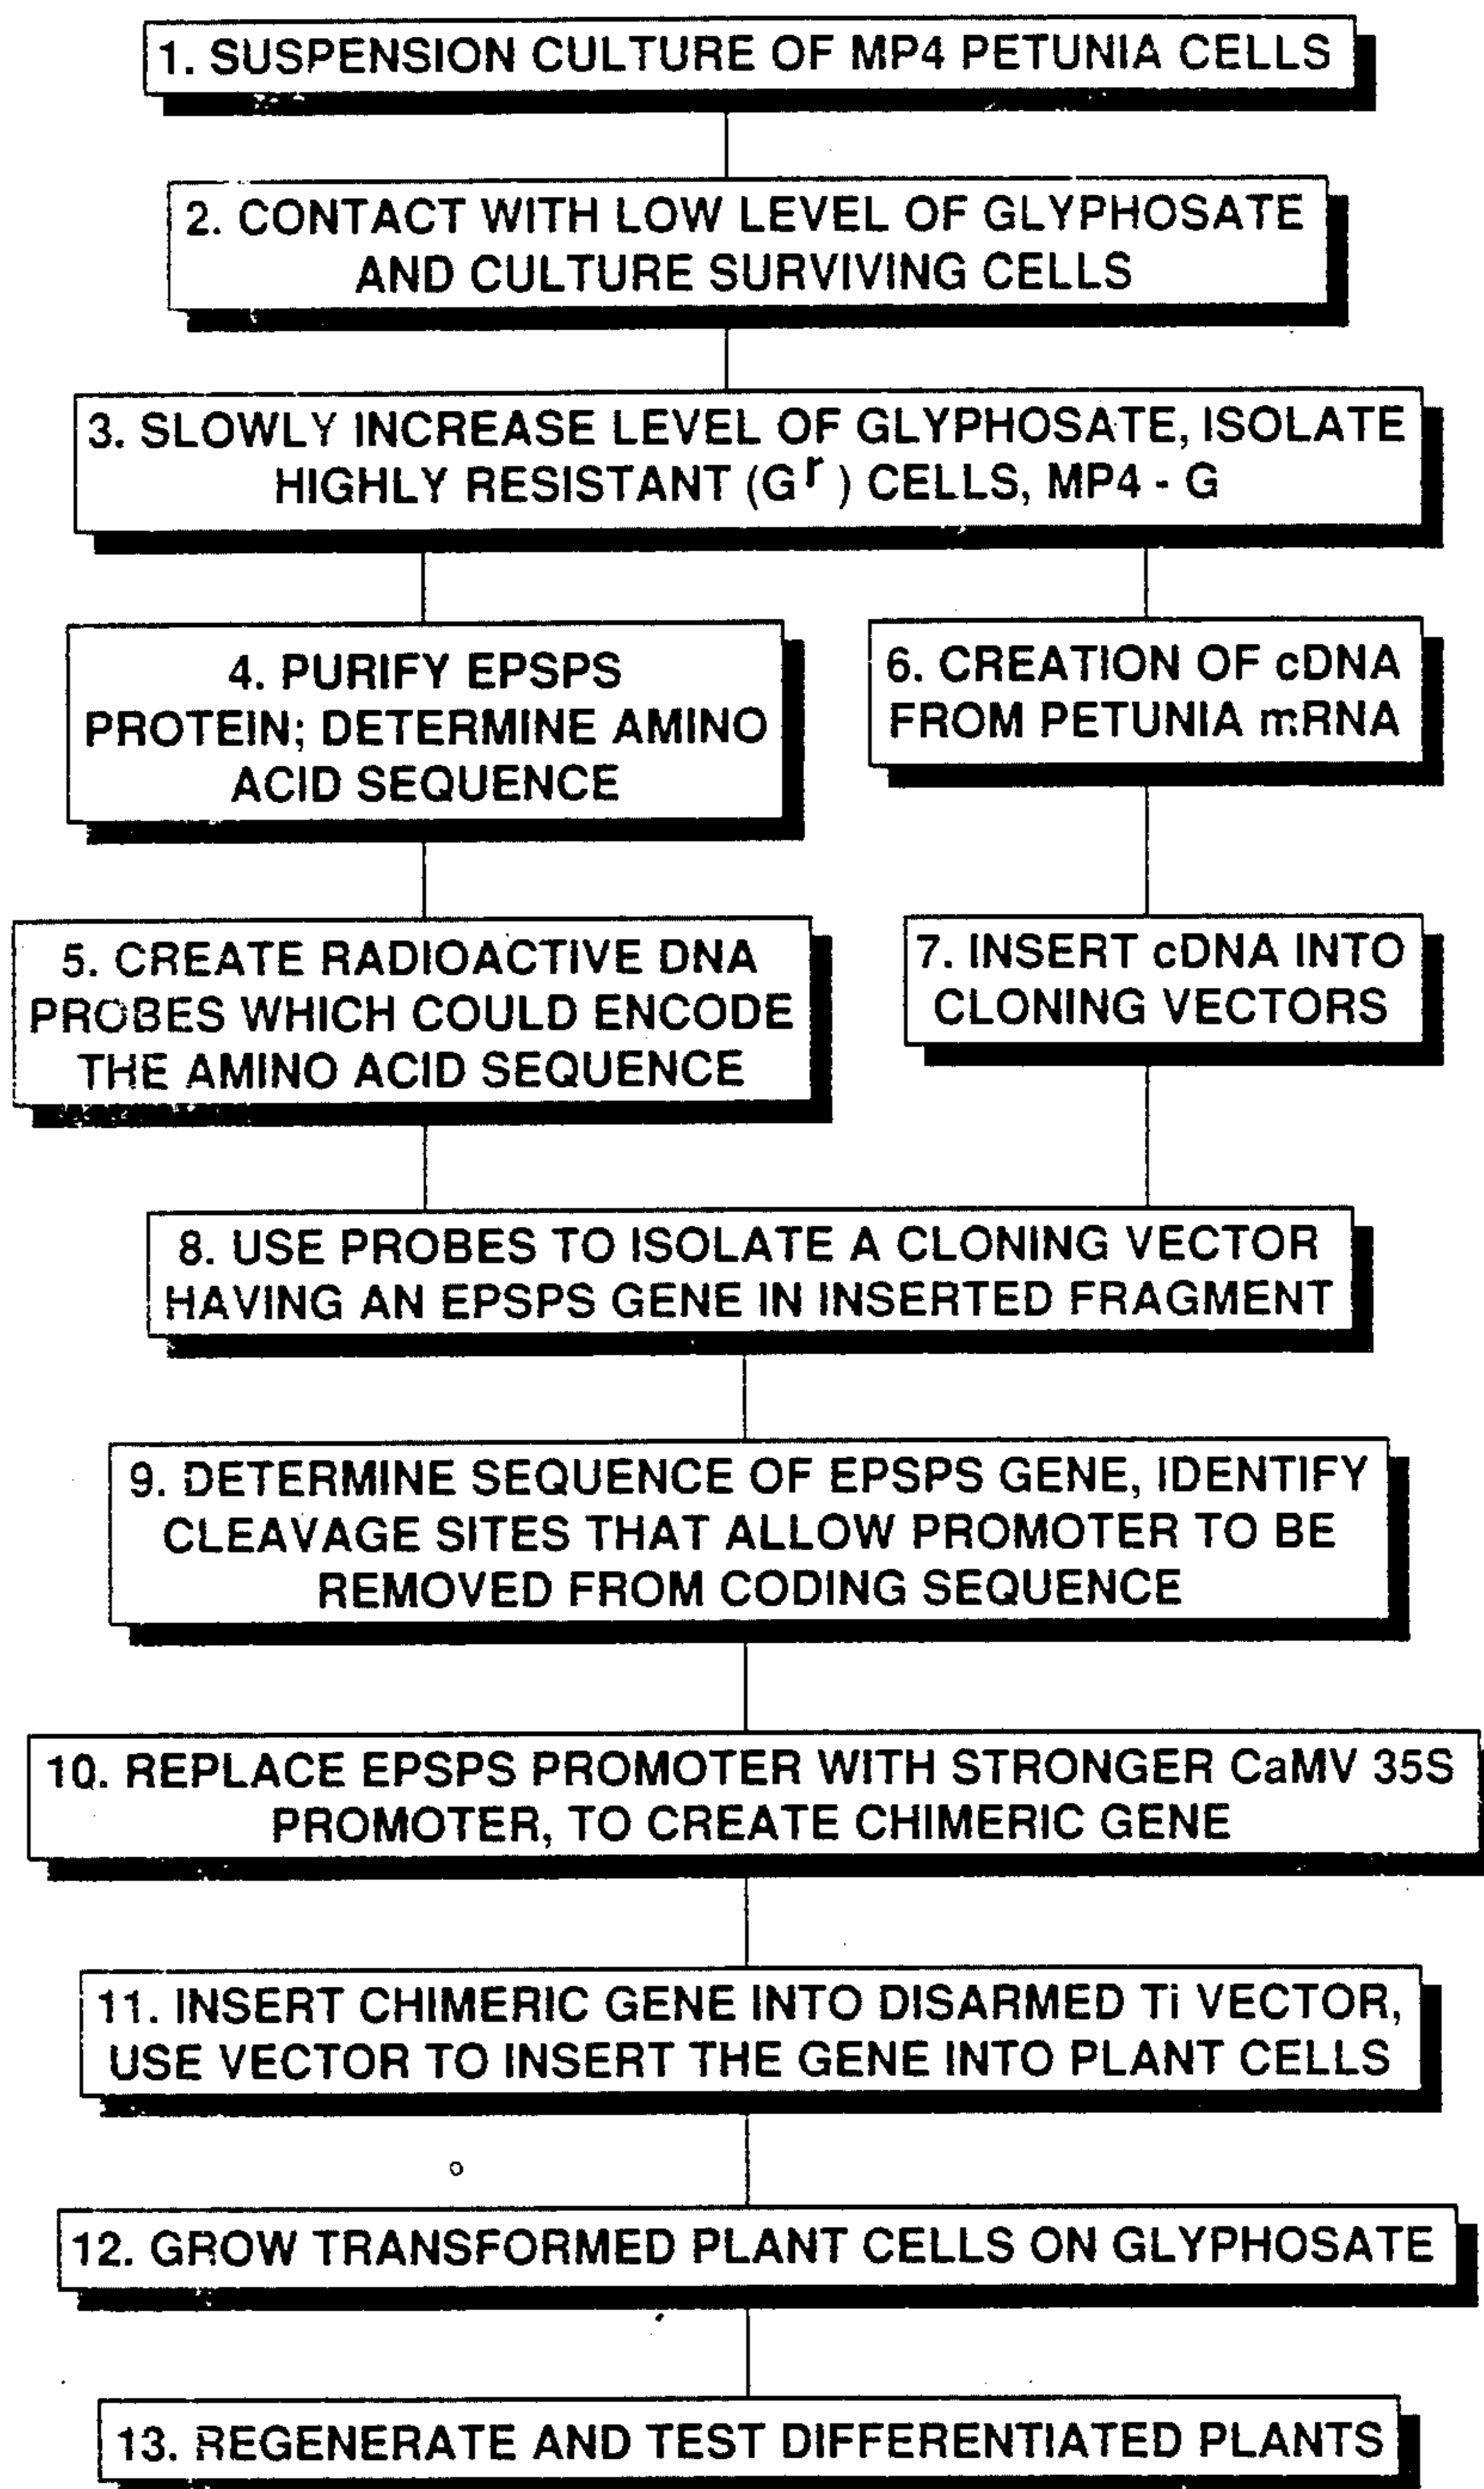 1. SUSPENSION CULTURE OF MP4 PETUNIA CELLS
2. CONTACT WITH LOW LEVEL OF GLYPHOSATE
AND CULTURE SURVIVING CELLS
3. SLOWLY INCREASE LEVEL OF GLYPHOSATE, ISOLATE
HIGHLY RESISTANT (Gʳ) CELLS, MP4 - G
4. PURIFY EPSPS
PROTEIN; DETERMINE AMINO
ACID SEQUENCE
5. CREATE RADIOACTIVE DNA
PROBES WHICH COULD ENCODE
THE AMINO ACID SEQUENCE
6. CREATION OF cDNA
FROM PETUNIA mRNA
7. INSERT cDNA INTO
CLONING VECTORS
8. USE PROBES TO ISOLATE A CLONING VECTOR
HAVING AN EPSPS GENE IN INSERTED FRAGMENT
9. DETERMINE SEQUENCE OF EPSPS GENE, IDENTIFY
CLEAVAGE SITES THAT ALLOW PROMOTER TO BE
REMOVED FROM CODING SEQUENCE
10. REPLACE EPSPS PROMOTER WITH STRONGER CaMV 35S
PROMOTER, TO CREATE CHIMERIC GENE
11. INSERT CHIMERIC GENE INTO DISARMED Ti VECTOR,
USE VECTOR TO INSERT THE GENE INTO PLANT CELLS
12. GROW TRANSFORMED PLANT CELLS ON GLYPHOSATE
13. REGENERATE AND TEST DIFFERENTIATED PLANTS